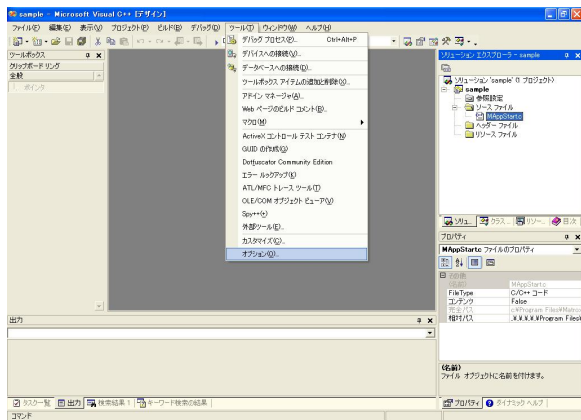 sample - Microsoft Visual C++ [デザイン]
ファイル(F) 編集(E) 表示(V) プロジェクト(P) ビルド(B) デバッグ(D) ツール(T) ウィンドウ(W) ヘルプ(H)
ツールボックス
クリップボード リング
全般
ポインタ
デバッグ プロセス(P)... Ctrl+Alt+P
デバイスへの接続(V)...
データベースへの接続(D)...
ツールボックス アイテムの追加と削除(X)...
アドイン マネージャ(A)...
Web ページのビルド コメント(B)...
マクロ(M)
ActiveX コントロール テスト コンテナ(N)
GUID の作成(G)
Dotfuscator Community Edition
エラー ルックアップ(K)
ATL/MFC トレース ツール(T)
OLE/COM オブジェクト ビューア(V)
Spy++(+)
外部ツール(E)...
カスタマイズ(C)...
オプション(O)...
ソリューション エクスプローラ - sample
ソリューション 'sample' (1 プロジェクト)
sample
参照設定
ソース ファイル
MAppStart.c
ヘッダー ファイル
リソース ファイル
ソリュ... クラス... リソー... 目次
プロパティ
MAppStart.c ファイルのプロパティ
(名前) MAppStart.c
FileType C/C++ コード
コンテンツ False
完全パス
相対パス
(名前)
ファイル オブジェクトに名前を付けます。
出力
タスク一覧 出力 検索結果 1 キーワード検索の結果
プロパティ ダイナミック ヘルプ
コマンド